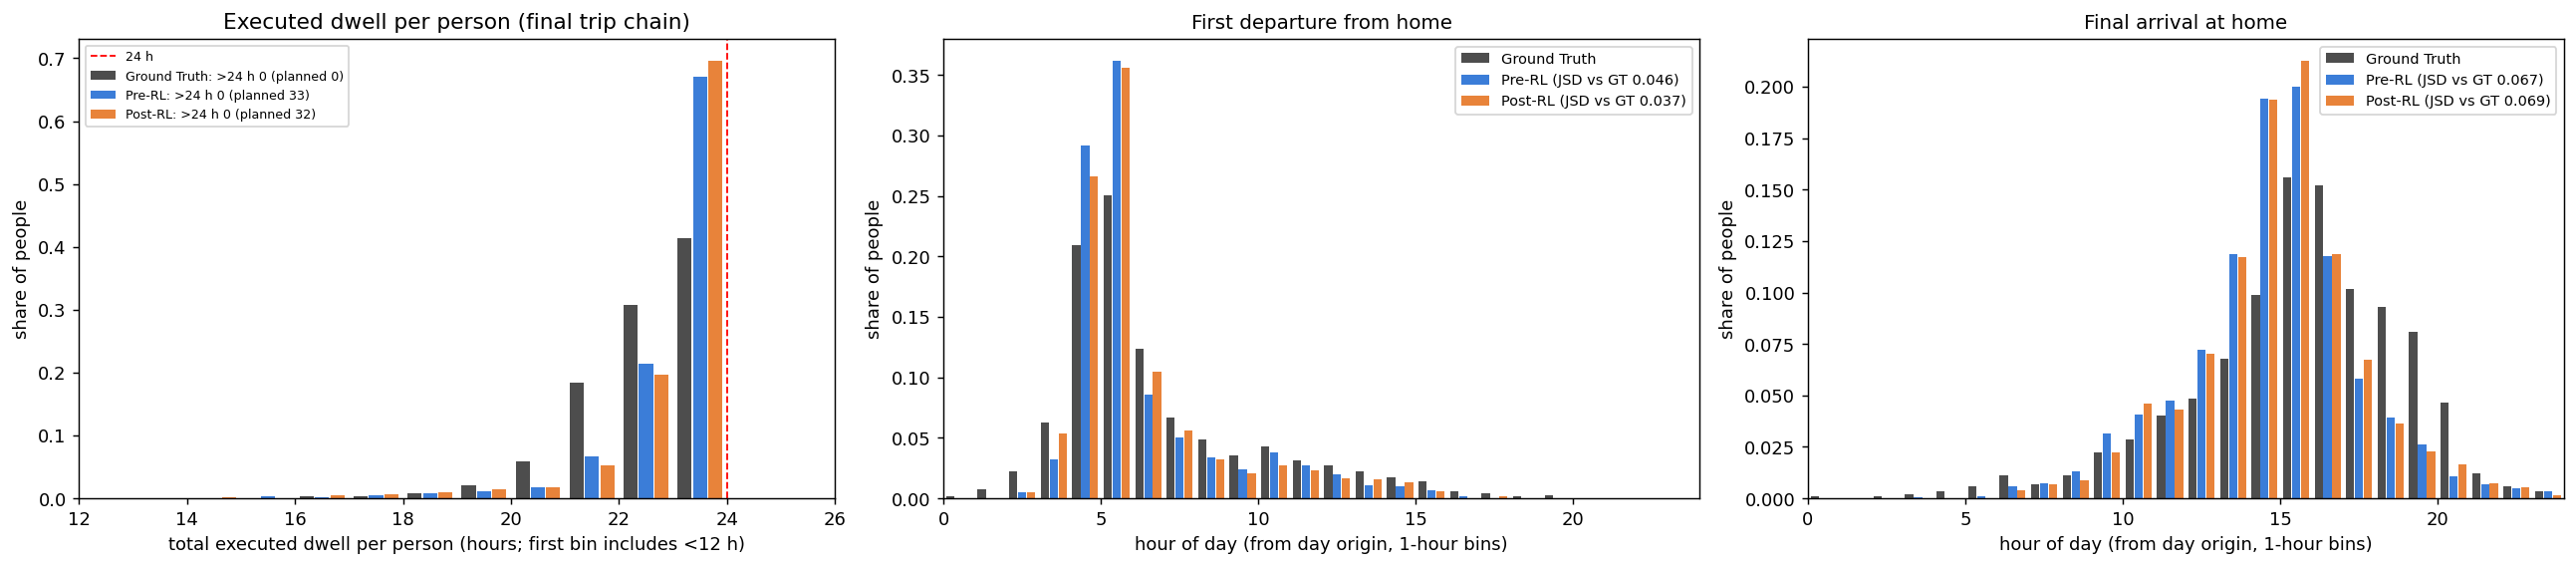 Executed dwell per person (final trip chain)
24 h
Ground Truth: >24 h 0 (planned 0)
Pre-RL: >24 h 0 (planned 33)
Post-RL: >24 h 0 (planned 32)
share of people
0.7
0.6
0.5
0.4
0.3
0.2
0.1
0.0
12 14 16 18 20 22 24 26
total executed dwell per person (hours; first bin includes <12 h)
First departure from home
Ground Truth
Pre-RL (JSD vs GT 0.046)
Post-RL (JSD vs GT 0.037)
share of people
0.35
0.30
0.25
0.20
0.15
0.10
0.05
0.00
0 5 10 15 20
hour of day (from day origin, 1-hour bins)
Final arrival at home
Ground Truth
Pre-RL (JSD vs GT 0.067)
Post-RL (JSD vs GT 0.069)
share of people
0.200
0.175
0.150
0.125
0.100
0.075
0.050
0.025
0.000
0 5 10 15 20
hour of day (from day origin, 1-hour bins)